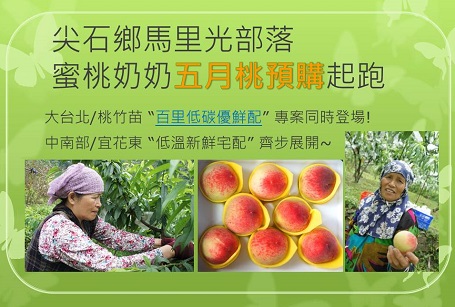 尖石鄉馬里光部落
蜜桃奶奶五月桃預購起跑
大台北/桃竹苗 “百里低碳優鮮配” 專案同時登場!
中南部/宜花東 “低溫新鮮宅配” 齊步展開~